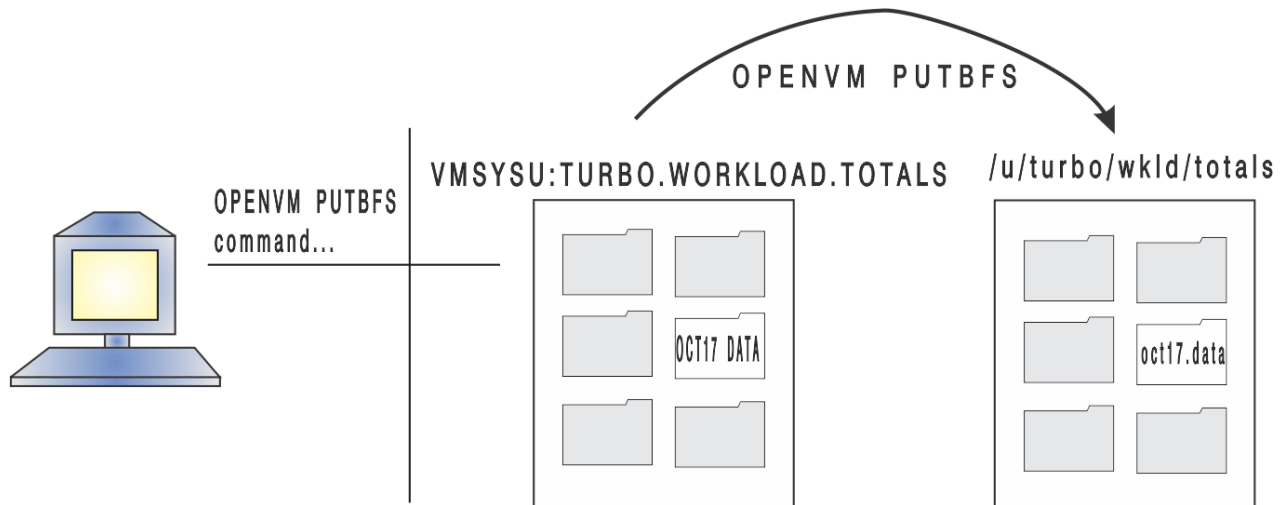 OPENVM PUTBFS
VMSYSU:TURBO.WORKLOAD.TOTALS
/u/turbo/wkld/totals
OPENVM PUTBFS
command...
OCT17 DATA
oct17.data